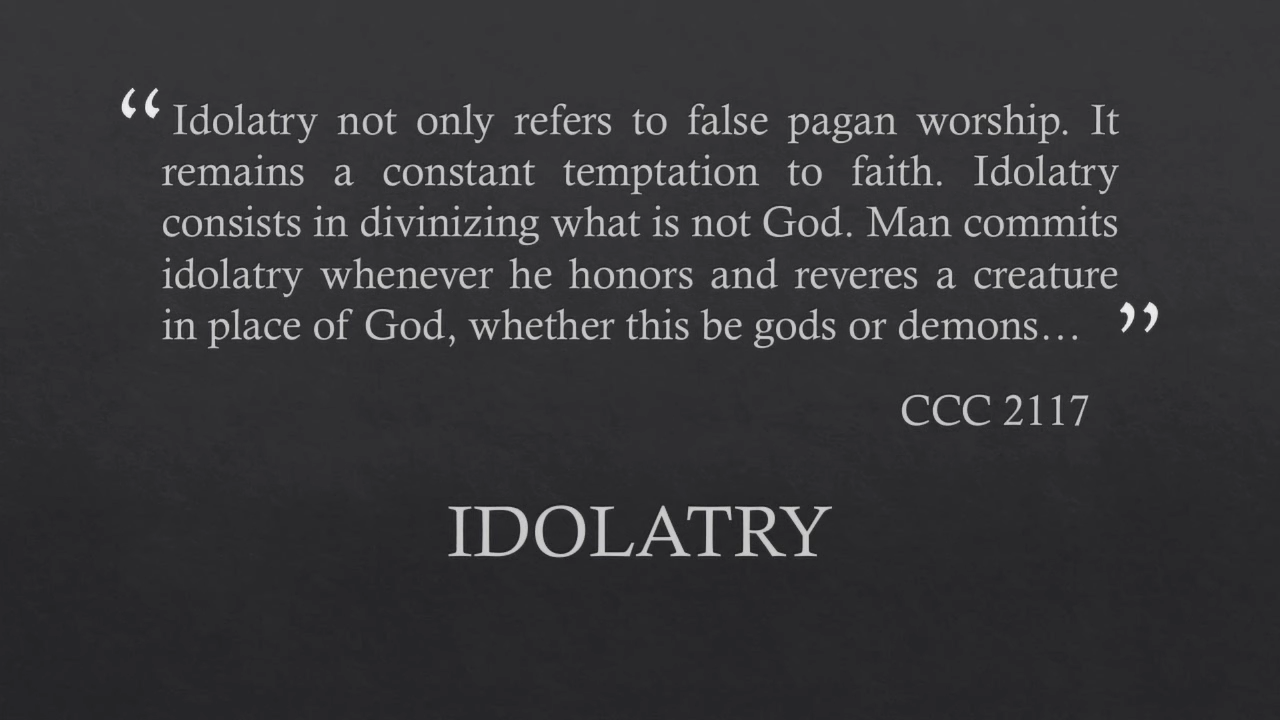 “ Idolatry not only refers to false pagan worship. It
remains a constant temptation to faith. Idolatry
consists in divinizing what is not God. Man commits
idolatry whenever he honors and reveres a creature
in place of God, whether this be gods or demons… ”
CCC 2117
IDOLATRY